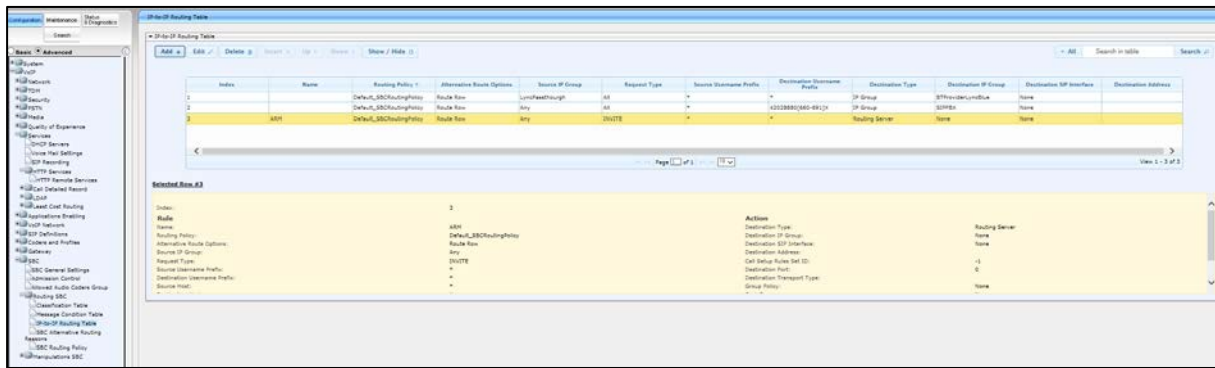 Configuration Maintenance Status & Diagnostics
Search
Basic Advanced
System
VoIP
Network
TDM
Security
PSTN
Media
Quality of Experience
Services
DHCP Servers
Voice Mail Settings
SIP Recording
HTTP Services
HTTP Remote Services
Call Detailed Record
LDAP
Least Cost Routing
Applications Enabling
VoIP Network
SIP Definitions
Coders and Profiles
Gateway
SBC
SBC General Settings
Admission Control
Allowed Audio Coders Group
Routing SBC
Classification Table
Message Condition Table
IP-to-IP Routing Table
SBC Alternative Routing Reasons
SBC Routing Policy
Manipulations SBC
IP-to-IP Routing Table
IP-to-IP Routing Table
Add + Edit Delete Insert + Up Down Show / Hide
All Search in table Search
Index Name Routing Policy Alternative Route Options Source IP Group Request Type Source Username Prefix Destination Username Prefix Destination Type Destination IP Group Destination SIP Interface Destination Address
1 Default_SBCRoutingPolicy Route Row All * * IP Group None
2 Default_SBCRoutingPolicy Route Row Any All * IP Group None
3 ARM Default_SBCRoutingPolicy Route Row Any INVITE * * Routing Server None None
Page 1 of 1 10 View 1 - 3 of 3
Selected Row #3
Index: 3
Rule Action
Name: ARM Destination Type: Routing Server
Routing Policy: Default_SBCRoutingPolicy Destination IP Group: None
Alternative Route Options: Route Row Destination SIP Interface: None
Source IP Group: Any Destination Address:
Request Type: INVITE Call Setup Rules Set ID: -1
Source Username Prefix: * Destination Port: 0
Destination Username Prefix: * Destination Transport Type:
Source Host: * Group Policy: None